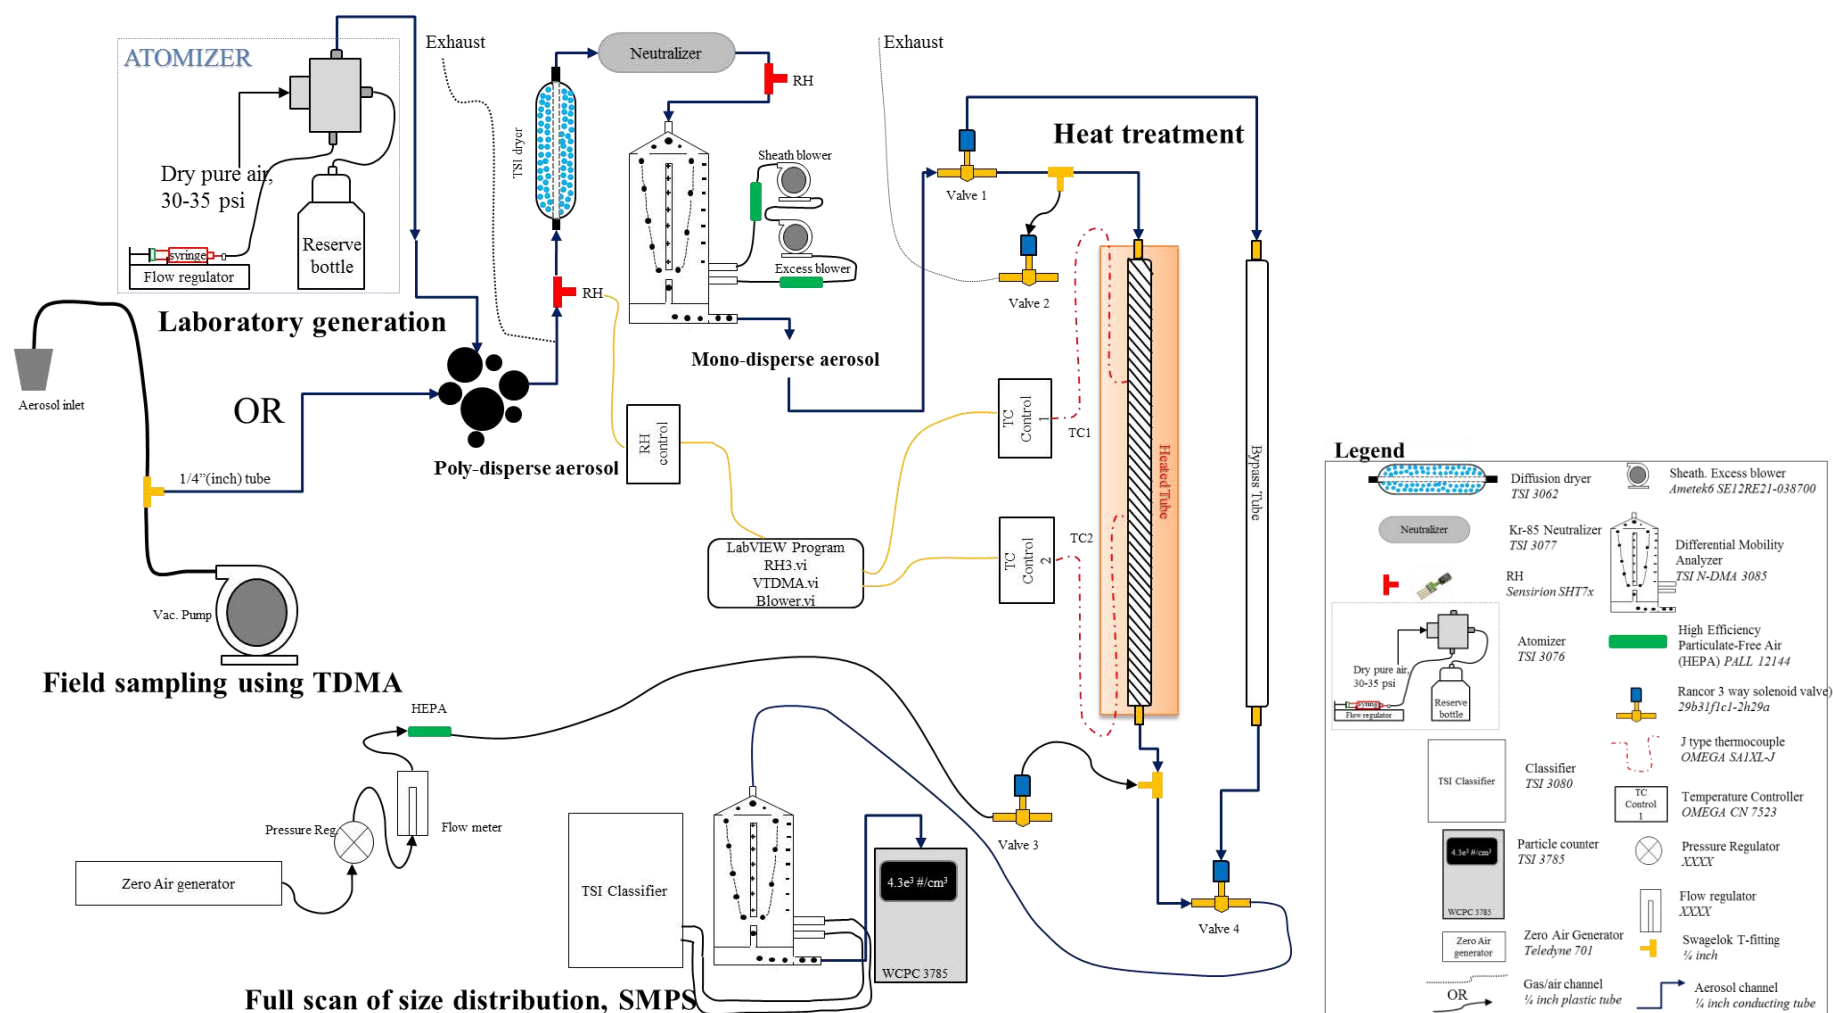 ATOMIZER
Dry pure air,
30-35 psi
syringe
Flow regulator
Reserve
bottle
Laboratory generation
Exhaust
TSI dryer
Neutralizer
RH
RH
Sheath blower
Excess blower
Mono-disperse aerosol
Exhaust
Heat treatment
Valve 1
Valve 2
Aerosol inlet
OR
1/4”(inch) tube
Poly-disperse aerosol
RH
control
TC
Control
1
TC1
TC
Control
2
TC2
Heated Tube
Bypass Tube
LabVIEW Program
RH3.vi
VTDMA.vi
Blower.vi
Vac. Pump
Field sampling using TDMA
HEPA
Pressure Reg.
Flow meter
Zero Air generator
TSI Classifier
4.3e³ #/cm³
WCPC 3785
Valve 3
Valve 4
Full scan of size distribution, SMPS
Legend
Diffusion dryer
TSI 3062
Sheath. Excess blower
Ametek6 SE12RE21-038700
Neutralizer
Kr-85 Neutralizer
TSI 3077
Differential Mobility
Analyzer
TSI N-DMA 3085
RH
Sensirion SHT7x
Dry pure air,
30-35 psi
syring
Flow regulator
Reserve
bottle
Atomizer
TSI 3076
High Efficiency
Particulate-Free Air
(HEPA) PALL 12144
Rancor 3 way solenoid valve)
29b31f1c1-2h29a
TSI Classifier
Classifier
TSI 3080
J type thermocouple
OMEGA SA1XL-J
TC
Control
1
Temperature Controller
OMEGA CN 7523
4.3e³ #/cm³
WCPC 3785
Particle counter
TSI 3785
Pressure Regulator
XXXX
Flow regulator
XXXX
Zero Air
generator
Zero Air Generator
Teledyne 701
Swagelok T-fitting
¼ inch
OR
Gas/air channel
¼ inch plastic tube
Aerosol channel
¼ inch conducting tube